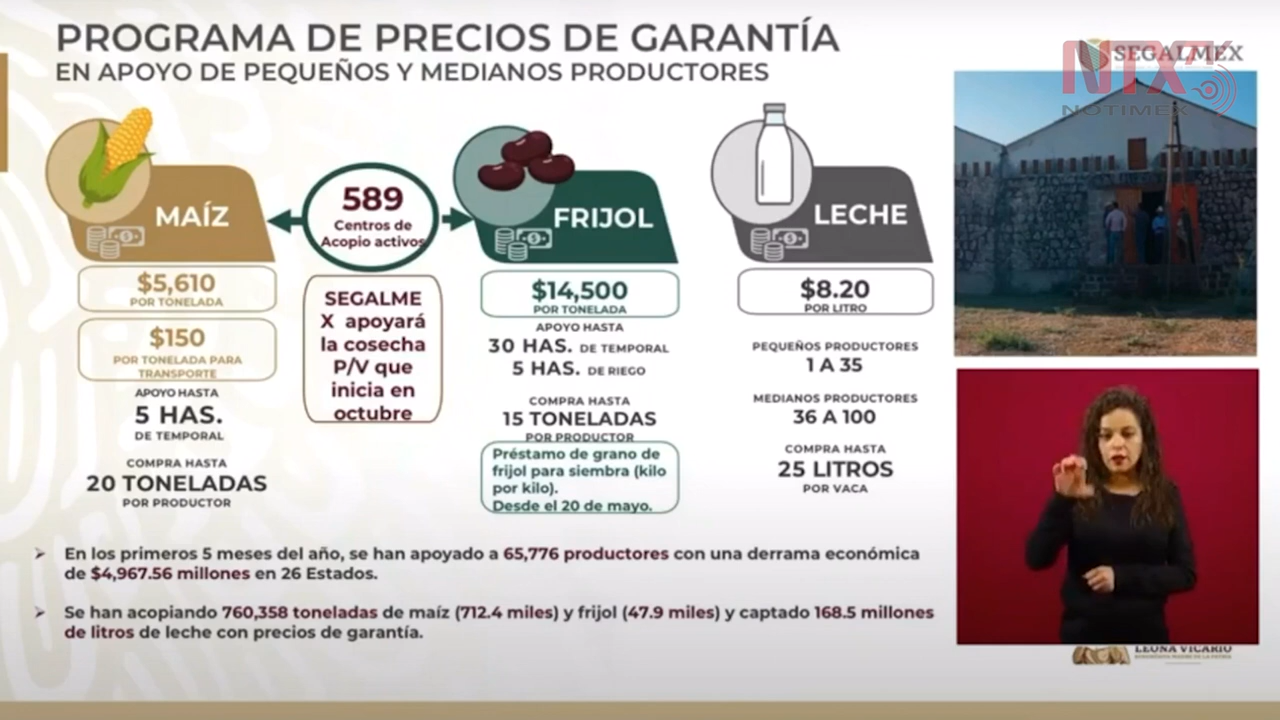 PROGRAMA DE PRECIOS DE GARANTÍA
EN APOYO DE PEQUEÑOS Y MEDIANOS PRODUCTORES
SEGALMEX
NTX
NOTIMEX
MAÍZ
$5,610
POR TONELADA
$150
POR TONELADA PARA
TRANSPORTE
APOYO HASTA
5 HAS.
DE TEMPORAL
COMPRA HASTA
20 TONELADAS
POR PRODUCTOR
589
Centros de
Acopio activos
SEGALME
X apoyará
la cosecha
P/V que
inicia en
octubre
FRIJOL
$14,500
POR TONELADA
APOYO HASTA
30 HAS. DE TEMPORAL
5 HAS. DE RIEGO
COMPRA HASTA
15 TONELADAS
POR PRODUCTOR
Préstamo de grano de
frijol para siembra (kilo
por kilo).
Desde el 20 de mayo.
LECHE
$8.20
POR LITRO
PEQUEÑOS PRODUCTORES
1 A 35
MEDIANOS PRODUCTORES
36 A 100
COMPRA HASTA
25 LITROS
POR VACA
➢ En los primeros 5 meses del año, se han apoyado a 65,776 productores con una derrama económica
de $4,967.56 millones en 26 Estados.
➢ Se han acopiando 760,358 toneladas de maíz (712.4 miles) y frijol (47.9 miles) y captado 168.5 millones
de litros de leche con precios de garantía.
LEONA VICARIO